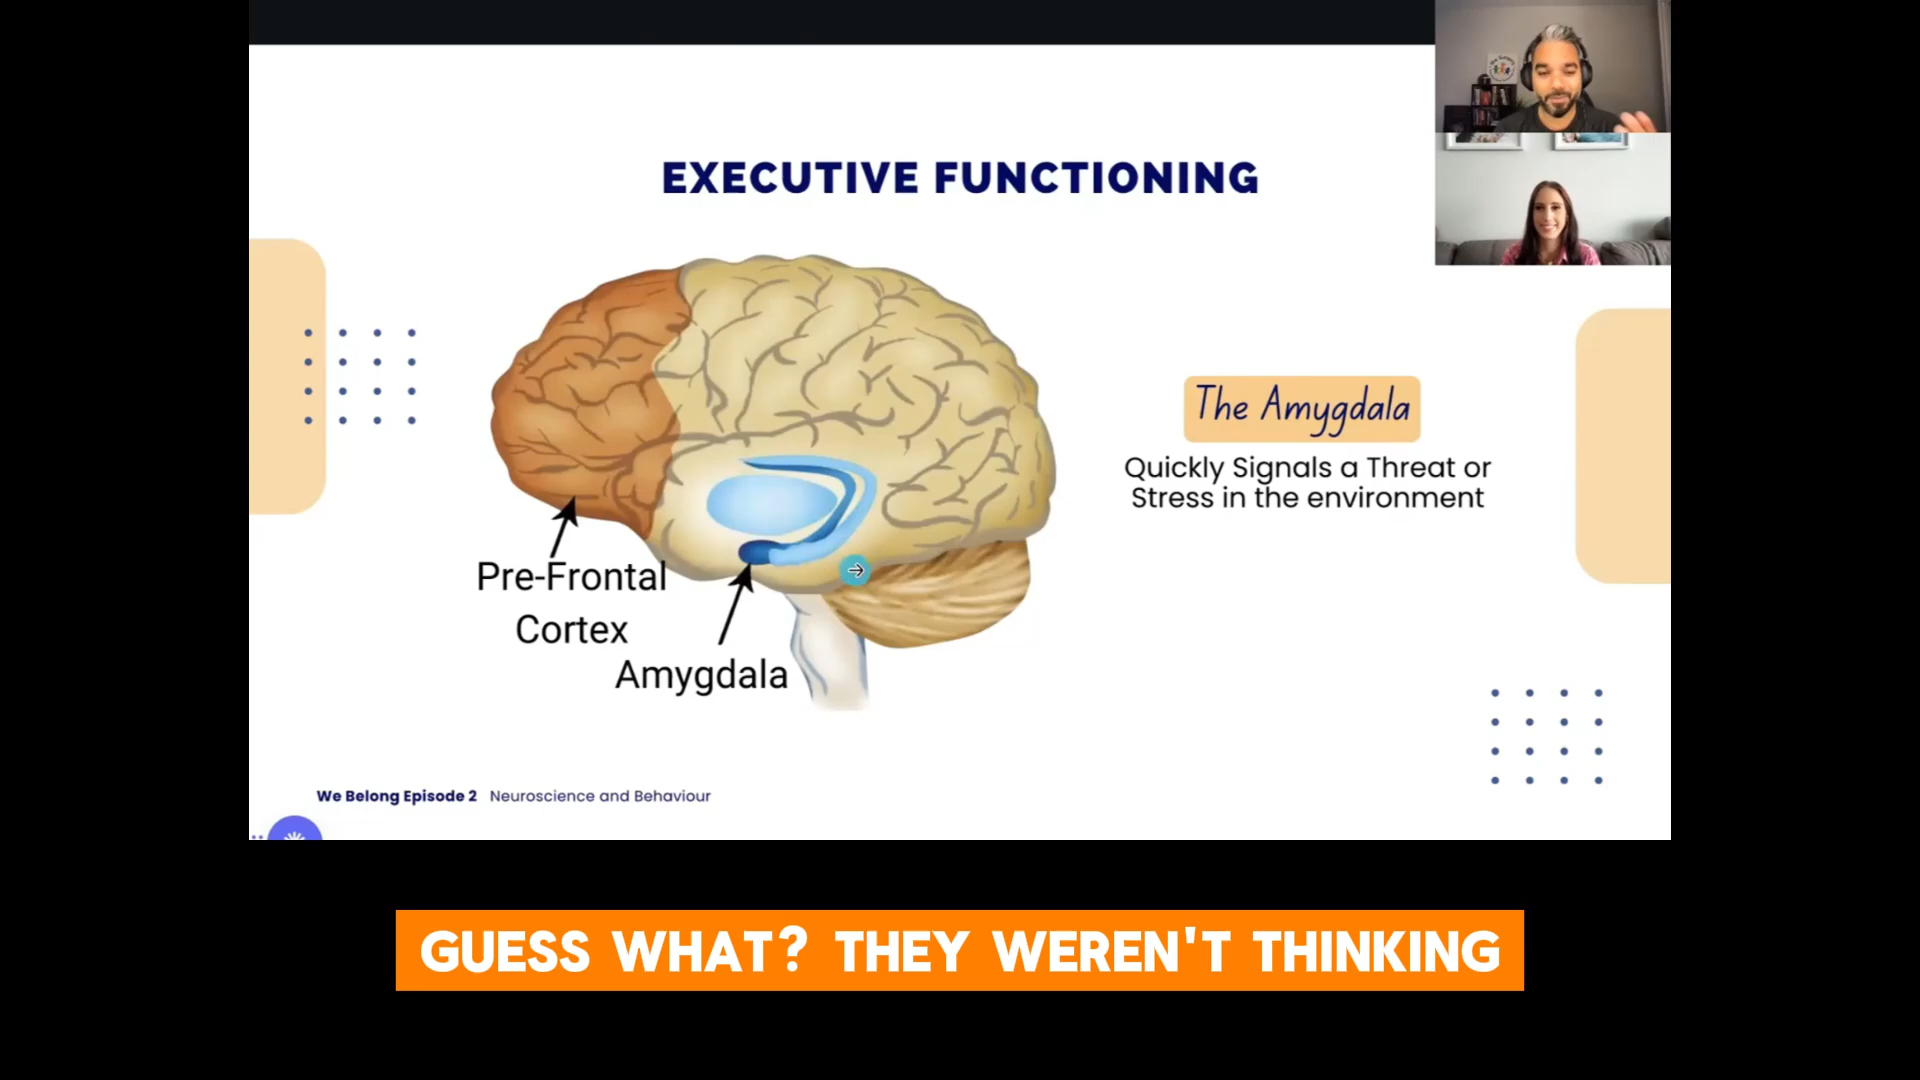 EXECUTIVE FUNCTIONING
The Amygdala
Quickly Signals a Threat or
Stress in the environment
Pre-Frontal
Cortex
Amygdala
We Belong Episode 2 Neuroscience and Behaviour
GUESS WHAT? THEY WEREN'T THINKING